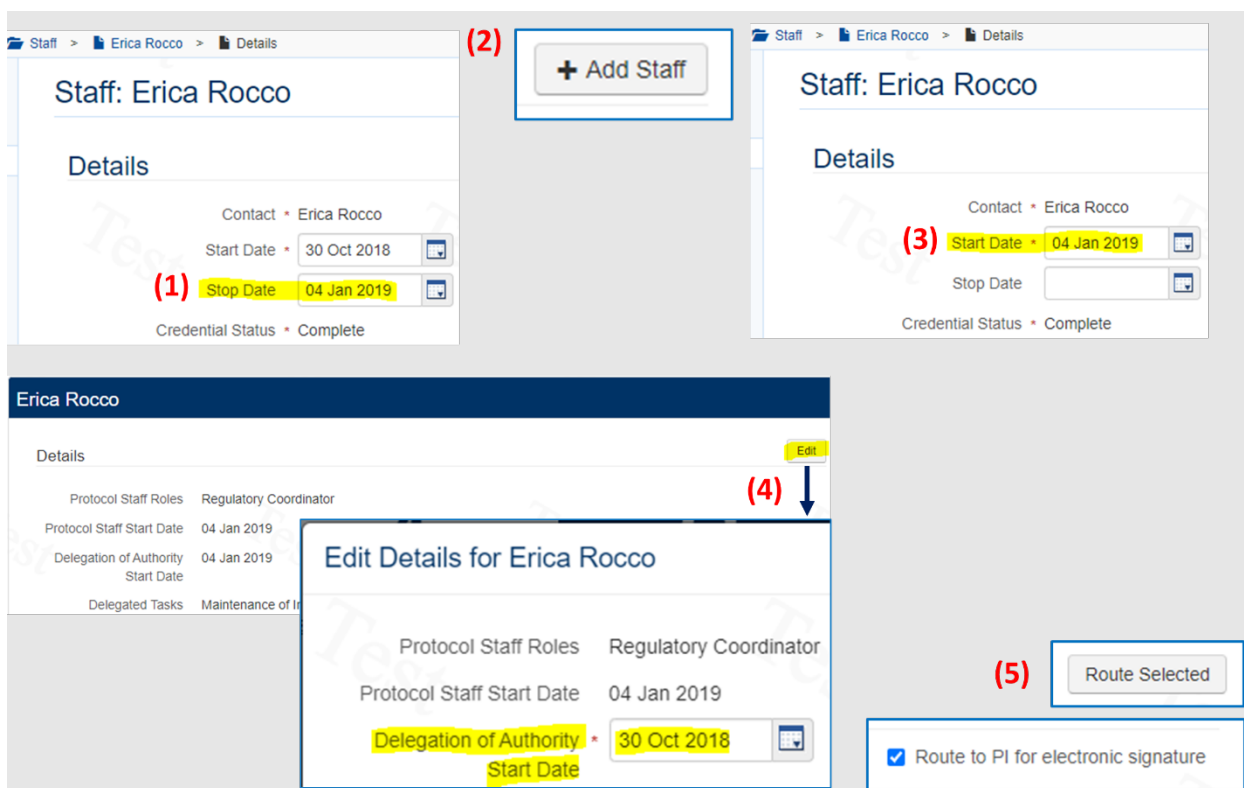 Staff > Erica Rocco > Details
Staff: Erica Rocco
Details
Contact * Erica Rocco
Start Date * 30 Oct 2018
(1) Stop Date 04 Jan 2019
Credential Status * Complete
Test
(2)
+ Add Staff
Staff > Erica Rocco > Details
Staff: Erica Rocco
Details
Contact * Erica Rocco
(3) Start Date * 04 Jan 2019
Stop Date
Credential Status * Complete
Test
Erica Rocco
Details
Edit
Protocol Staff Roles Regulatory Coordinator
Protocol Staff Start Date 04 Jan 2019
Delegation of Authority 04 Jan 2019
Start Date
Delegated Tasks Maintenance of
(4)
Edit Details for Erica Rocco
Protocol Staff Roles Regulatory Coordinator
Protocol Staff Start Date 04 Jan 2019
Delegation of Authority * 30 Oct 2018
Start Date
Test
(5)
Route Selected
Route to PI for electronic signature